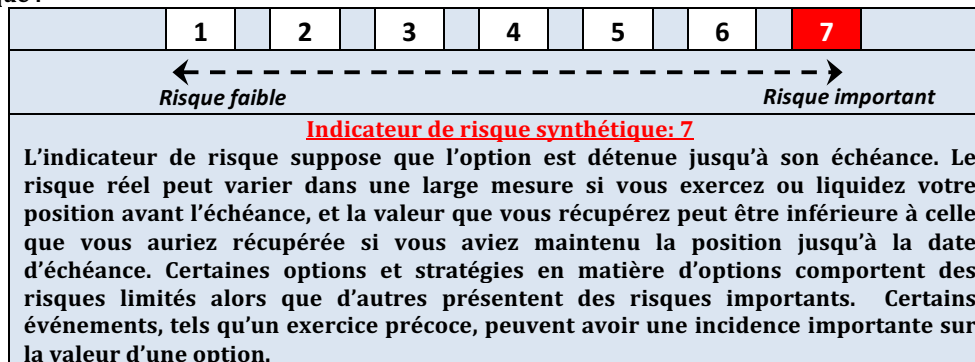 1 2 3 4 5 6 7
Risque faible Risque important
Indicateur de risque synthétique: 7
L'indicateur de risque suppose que l'option est détenue jusqu'à son échéance. Le
risque réel peut varier dans une large mesure si vous exercez ou liquidez votre
position avant l'échéance, et la valeur que vous récupérez peut être inférieure à celle
que vous auriez récupérée si vous aviez maintenu la position jusqu'à la date
d'échéance. Certaines options et stratégies en matière d'options comportent des
risques limités alors que d'autres présentent des risques importants. Certains
événements, tels qu'un exercice précoce, peuvent avoir une incidence importante sur
la valeur d'une option.